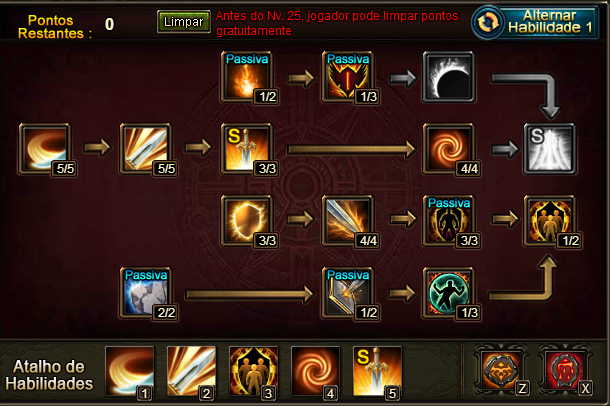 Pontos
Restantes :
0
Limpar
Antes do Nv. 25, jogador pode limpar pontos
gratuitamente
Alternar
Habilidade 1
Passiva
1/2
Passiva
1/3
5/5
5/5
S
3/3
4/4
S
3/3
4/4
Passiva
3/3
1/2
Passiva
2/2
Passiva
1/2
1/3
Atalho de
Habilidades
1
2
3
4
S
5
Z
X